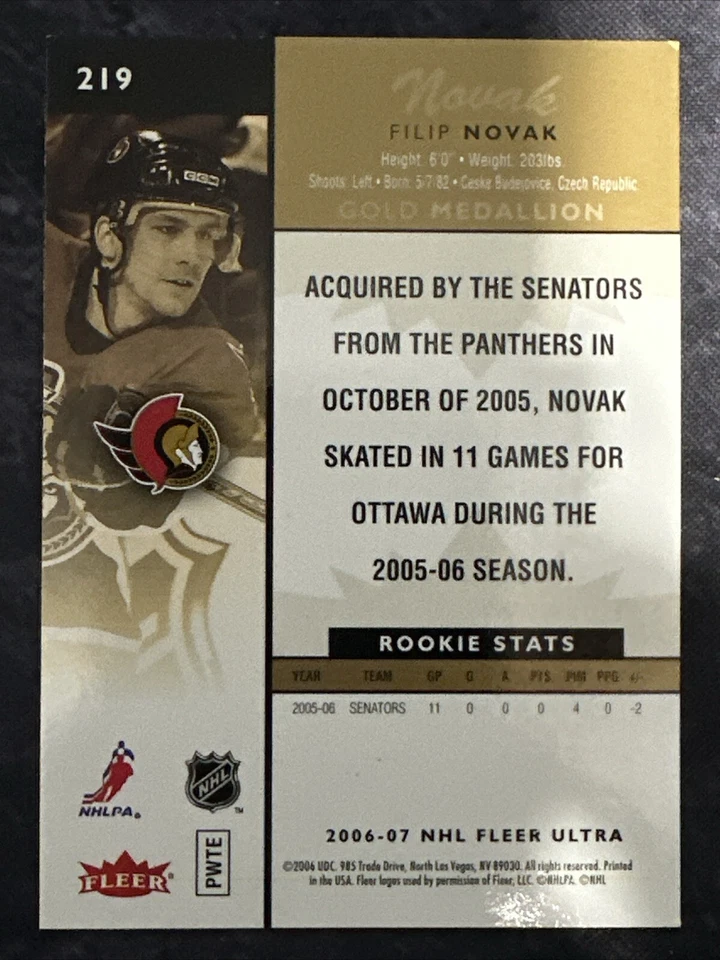 219
Novak
FILIP NOVAK
Height: 6'0" • Weight: 203lbs.
Shoots: Left • Born: 5/7/82 • Ceske Budejovice, Czech Republic
GOLD MEDALLION
CCM
ACQUIRED BY THE SENATORS
FROM THE PANTHERS IN
OCTOBER OF 2005, NOVAK
SKATED IN 11 GAMES FOR
OTTAWA DURING THE
2005-06 SEASON.
ROOKIE STATS
YEAR TEAM GP G A PTS PIM PPG +/-
2005-06 SENATORS 11 0 0 0 4 0 -2
NHLPA®
NHL™
FLEER®
PWTE
2006-07 NHL FLEER ULTRA
©2006 UDC. 985 Trade Drive, North Las Vegas, NV 89030. All rights reserved. Printed
in the USA. Fleer logos used by permission of Fleer, LLC. ©NHLPA. ©NHL